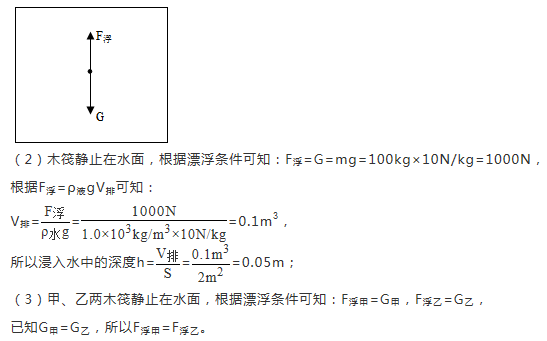 F浮
G
（2）木筏静止在水面，根据漂浮条件可知：F浮=G=mg=100kg×10N/kg=1000N，
根据F浮=ρ液gV排可知：
V排=F浮/ρ水g=1000N/1.0×10³kg/m³×10N/kg=0.1m³，
所以浸入水中的深度h=V排/S=0.1m³/2m²=0.05m；
（3）甲、乙两木筏静止在水面，根据漂浮条件可知：F浮甲=G甲，F浮乙=G乙，
已知G甲=G乙，所以F浮甲=F浮乙。